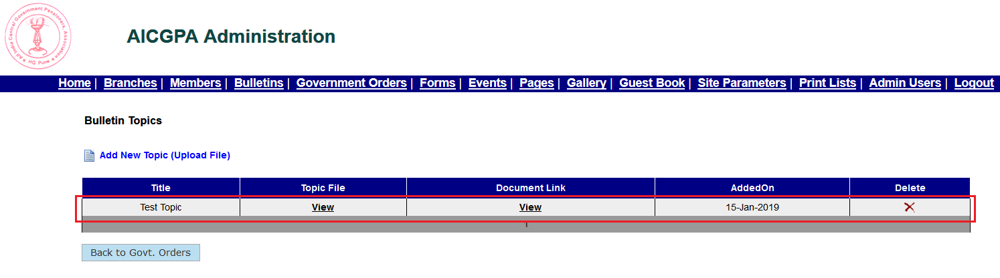 All India Central Government Pensioners, Association
HQ Pune
AICGPA Administration
Home | Branches | Members | Bulletins | Government Orders | Forms | Events | Pages | Gallery | Guest Book | Site Parameters | Print Lists | Admin Users | Logout
Bulletin Topics
Add New Topic (Upload File)
Title Topic File Document Link AddedOn Delete
Test Topic View View 15-Jan-2019
1
Back to Govt. Orders